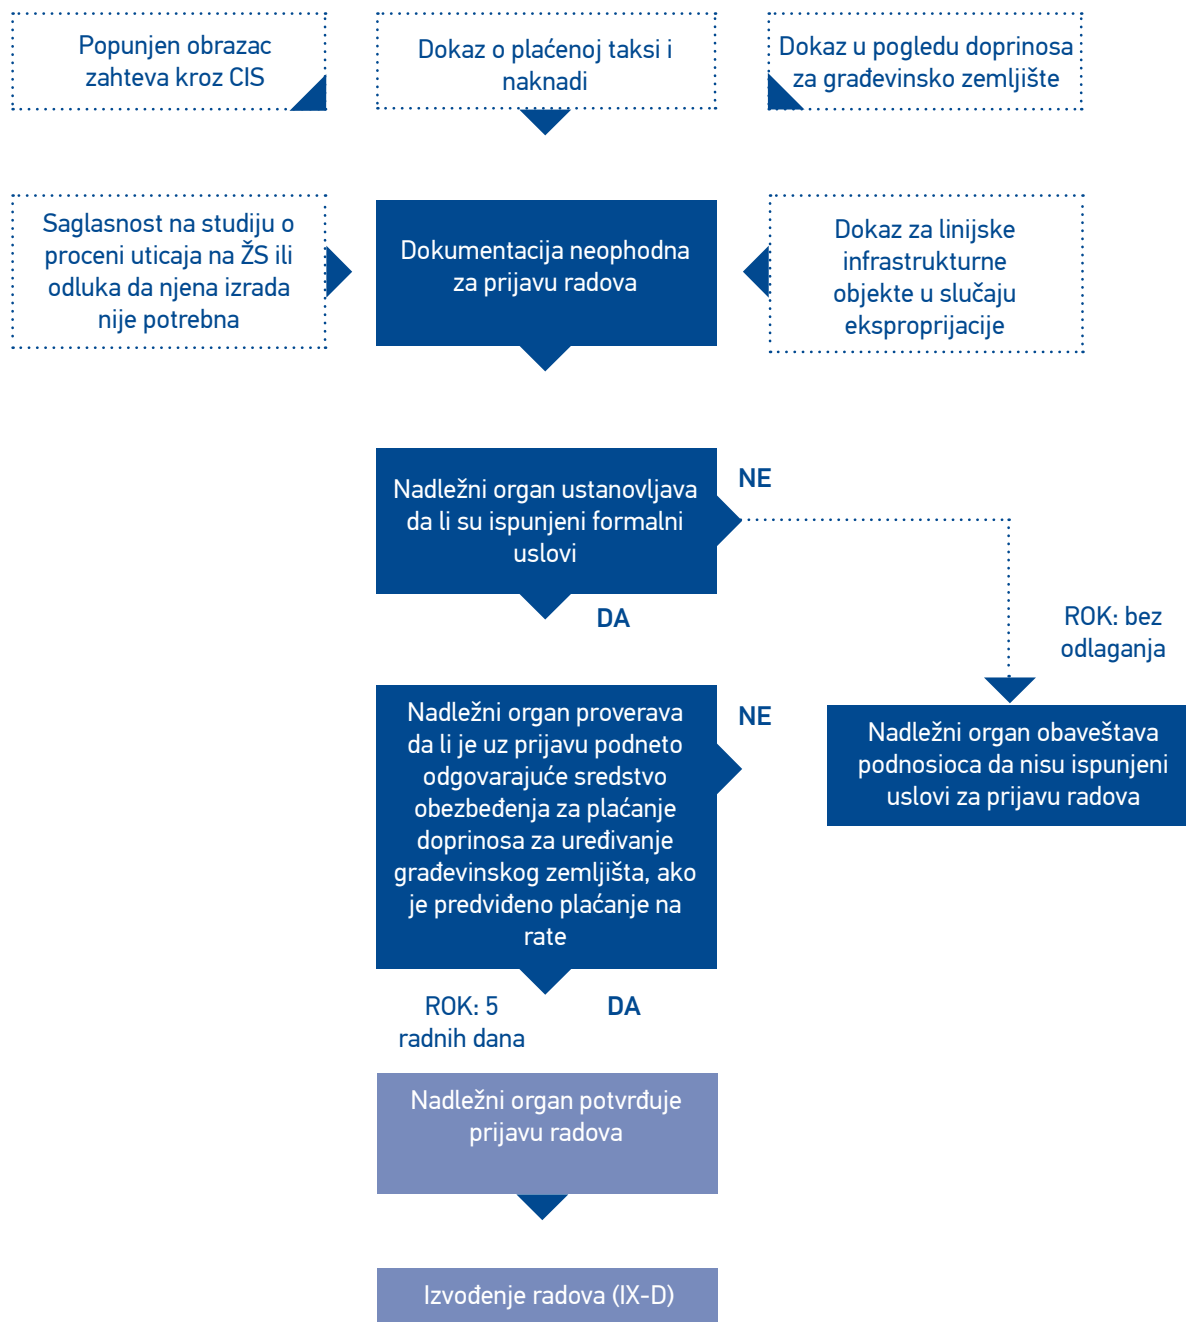 Popunjen obrazac
zahteva kroz CIS
Dokaz o plaćenoj taksi i
naknadi
Dokaz u pogledu doprinosa
za građevinsko zemljište
Saglasnost na studiju o
proceni uticaja na ŽS ili
odluka da njena izrada
nije potrebna
Dokumentacija neophodna
za prijavu radova
Dokaz za linijske
infrastrukturne
objekte u slučaju
eksproprijacije
Nadležni organ ustanovljava
da li su ispunjeni formalni
uslovi
NE
DA
ROK: bez
odlaganja
Nadležni organ proverava
da li je uz prijavu podneto
odgovarajuće sredstvo
obezbeđenja za plaćanje
doprinosa za uređivanje
građevinskog zemljišta, ako
je predviđeno plaćanje na
rate
NE
Nadležni organ obaveštava
podnosioca da nisu ispunjeni
uslovi za prijavu radova
ROK: 5
radnih dana
DA
Nadležni organ potvrđuje
prijavu radova
Izvođenje radova (IX-D)